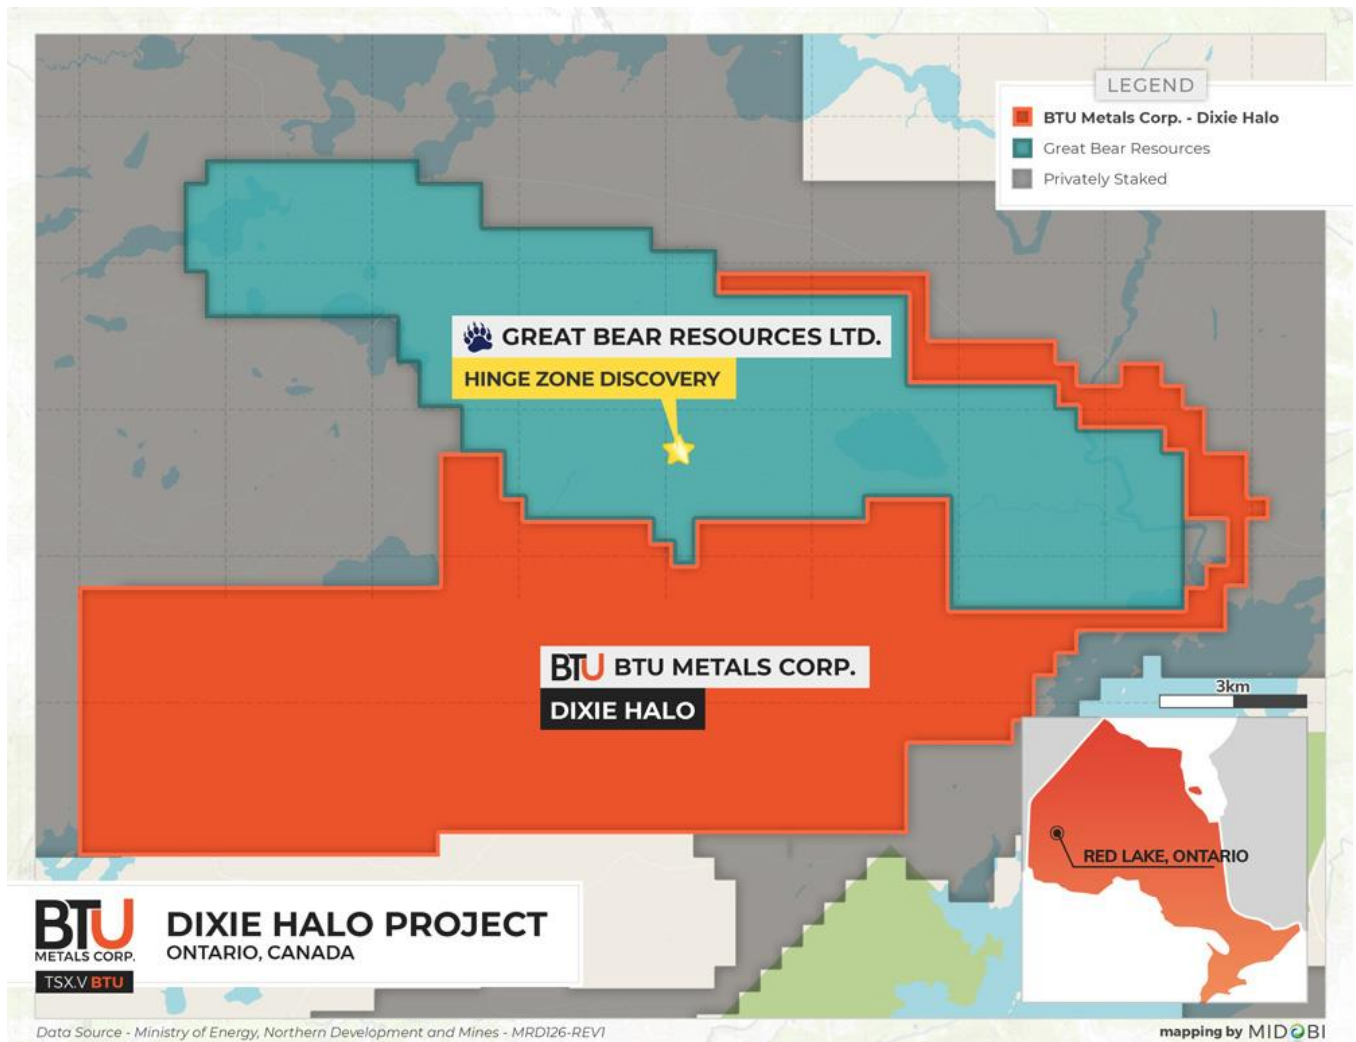 LEGEND
BTU Metals Corp. - Dixie Halo
Great Bear Resources
Privately Staked
GREAT BEAR RESOURCES LTD.
HINGE ZONE DISCOVERY
BTU BTU METALS CORP.
DIXIE HALO
3km
RED LAKE, ONTARIO
BTU
METALS CORP.
TSX.V BTU
DIXIE HALO PROJECT
ONTARIO, CANADA
Data Source - Ministry of Energy, Northern Development and Mines - MRD126-REV1
mapping by MIDOBI